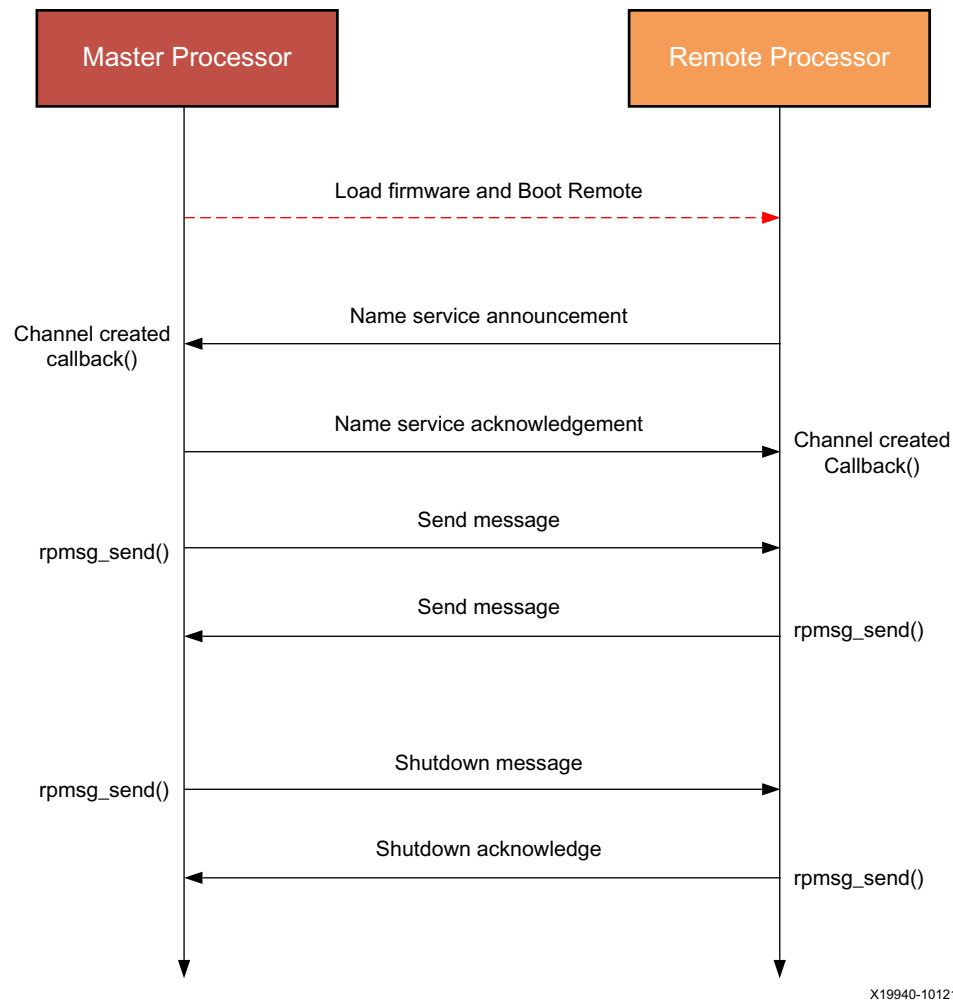 Master Processor
Remote Processor
Load firmware and Boot Remote
Name service announcement
Channel created
callback()
Name service acknowledgement
Channel created
Callback()
Send message
rpmsg_send()
Send message
rpmsg_send()
Shutdown message
rpmsg_send()
Shutdown acknowledge
rpmsg_send()